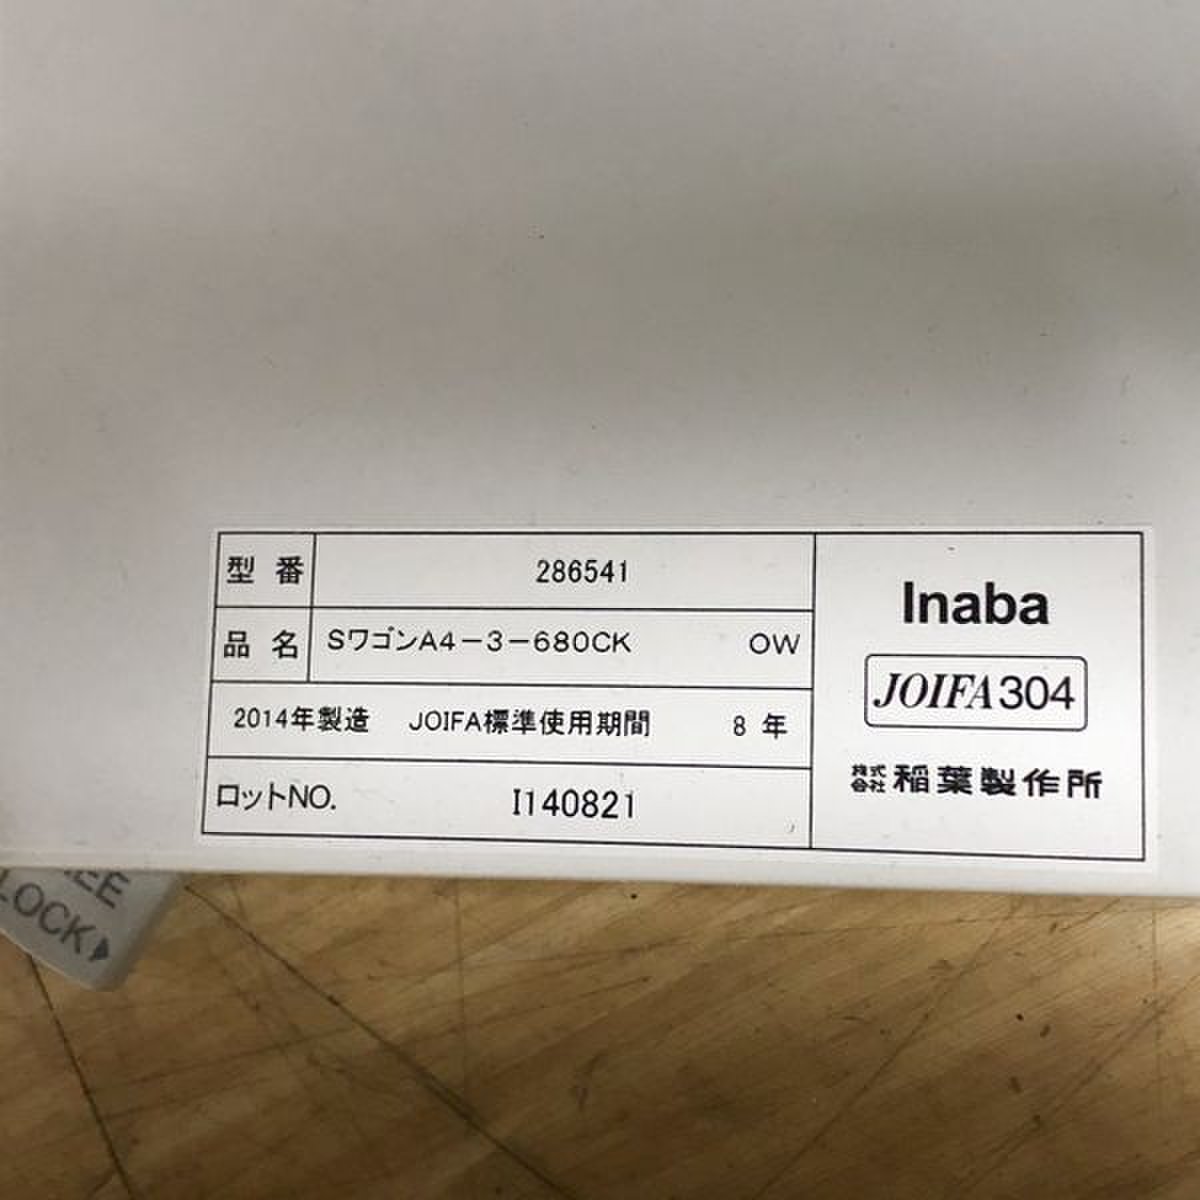 型番 286541
品名 SワゴンA4-3-680CK OW
2014年製造 JOIFA標準使用期間 8年
ロットNO. I140821
Inaba
JOIFA304
株式会社 稲葉製作所
LOCK▶